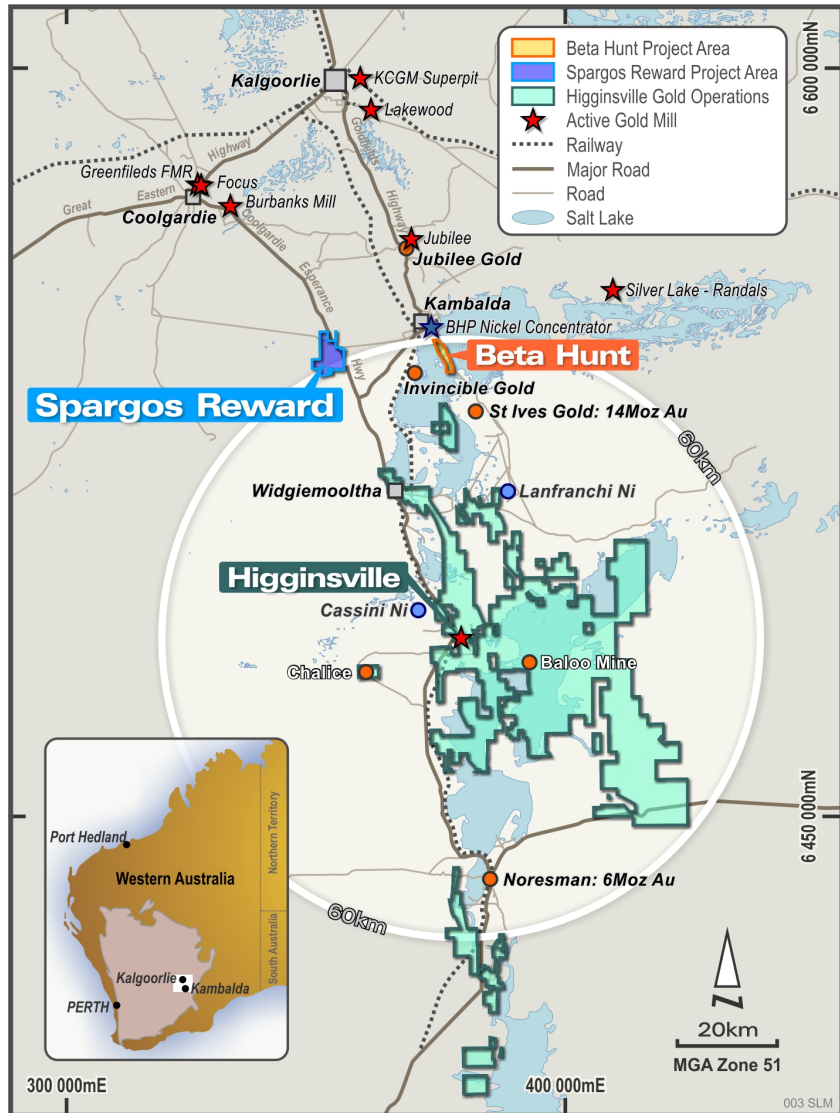 Beta Hunt Project Area
Spargos Reward Project Area
Higginsville Gold Operations
Active Gold Mill
Railway
Major Road
Road
Salt Lake
6 600 000mN
Kalgoorlie
KCGM Superpit
Lakewood
Goldfields
Highway
Highway
Eastern
Great
Greenfileds FMR
Focus
Burbanks Mill
Coolgardie
Coolgardie
Esperance
Hwy
Jubilee
Jubilee Gold
Silver Lake - Randals
Kambalda
BHP Nickel Concentrator
Beta Hunt
Spargos Reward
Invincible Gold
St Ives Gold: 14Moz Au
60km
Widgiemooltha
Lanfranchi Ni
Higginsville
Cassini Ni
Chalice
Baloo Mine
6 450 000mN
Noresman: 6Moz Au
60km
Port Hedland
Western Australia
Northern Territory
South Australia
Kalgoorlie
Kambalda
PERTH
N
20km
MGA Zone 51
300 000mE
400 000mE
003 SLM